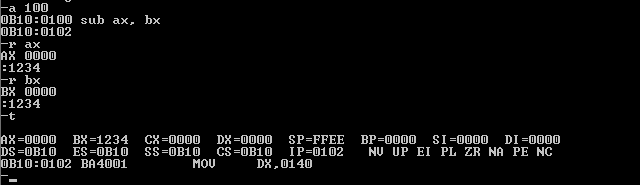 -a 100
0B10:0100 sub ax, bx
0B10:0102
-r ax
AX 0000
:1234
-r bx
BX 0000
:1234
-t
AX=0000  BX=1234  CX=0000  DX=0000  SP=FFEE  BP=0000  SI=0000  DI=0000
DS=0B10  ES=0B10  SS=0B10  CS=0B10  IP=0102   NV UP EI PL ZR NA PE NC
0B10:0102 BA4001        MOV     DX,0140
-_